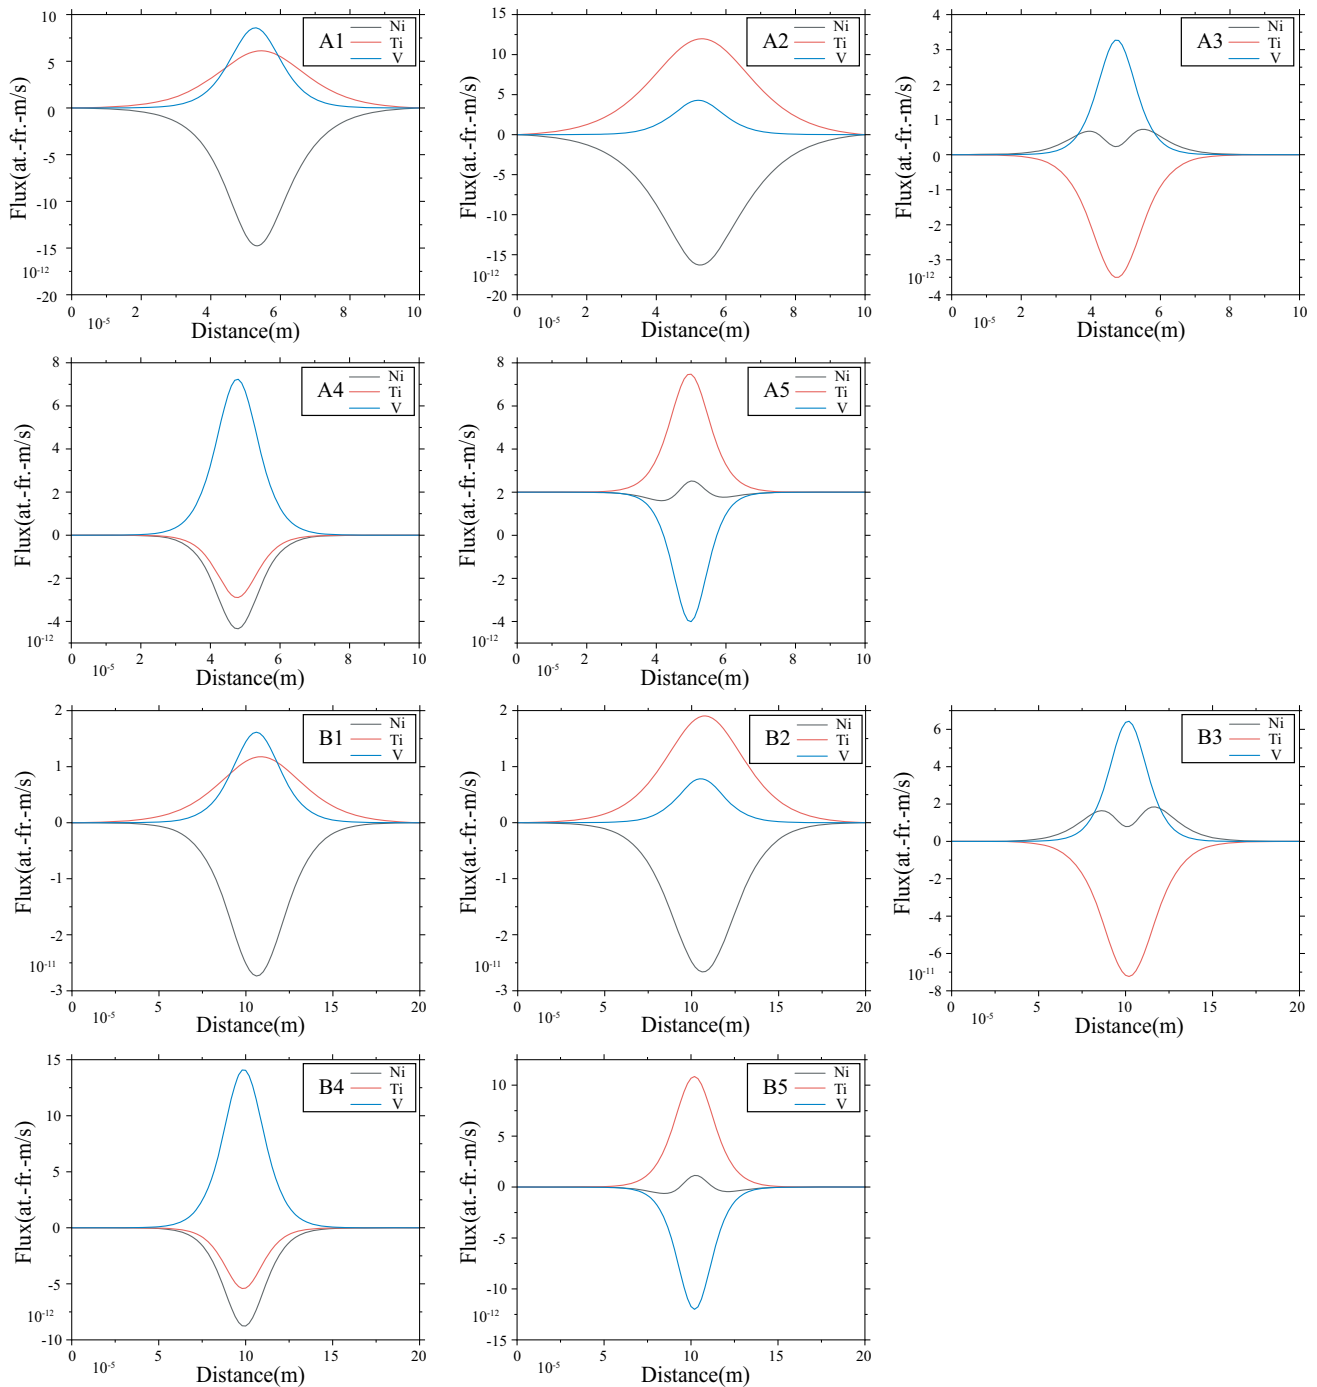 A1
Ni
Ti
V
10
5
0
-5
-10
-15
-20
10⁻¹²
Flux(at.-fr.-m/s)
0 2 4 6 8 10
10⁻⁵
Distance(m)
A2
Ni
Ti
V
15
10
5
0
-5
-10
-15
-20
Flux(at.-fr.-m/s)
10⁻¹²
0 2 4 6 8 10
10⁻⁵
Distance(m)
A3
Ni
Ti
V
4
3
2
1
0
-1
-2
-3
-4
Flux(at.-fr.-m/s)
10⁻¹²
0 2 4 6 8 10
10⁻⁵
Distance(m)
A4
Ni
Ti
V
8
6
4
2
0
-2
-4
Flux(at.-fr.-m/s)
10⁻¹²
0 2 4 6 8 10
10⁻⁵
Distance(m)
A5
Ni
Ti
V
8
6
4
2
0
-2
-4
Flux(at.-fr.-m/s)
10⁻¹²
0 2 4 6 8 10
10⁻⁵
Distance(m)
B1
Ni
Ti
V
2
1
0
-1
-2
-3
Flux(at.-fr.-m/s)
10⁻¹¹
0 5 10 15 20
10⁻⁵
Distance(m)
B2
Ni
Ti
V
2
1
0
-1
-2
-3
Flux(at.-fr.-m/s)
10⁻¹¹
0 5 10 15 20
10⁻⁵
Distance(m)
B3
Ni
Ti
V
6
4
2
0
-2
-4
-6
-8
Flux(at.-fr.-m/s)
10⁻¹¹
0 5 10 15 20
10⁻⁵
Distance(m)
B4
Ni
Ti
V
15
10
5
0
-5
-10
Flux(at.-fr.-m/s)
10⁻¹²
0 5 10 15 20
10⁻⁵
Distance(m)
B5
Ni
Ti
V
10
5
0
-5
-10
-15
Flux(at.-fr.-m/s)
10⁻¹²
0 5 10 15 20
10⁻⁵
Distance(m)